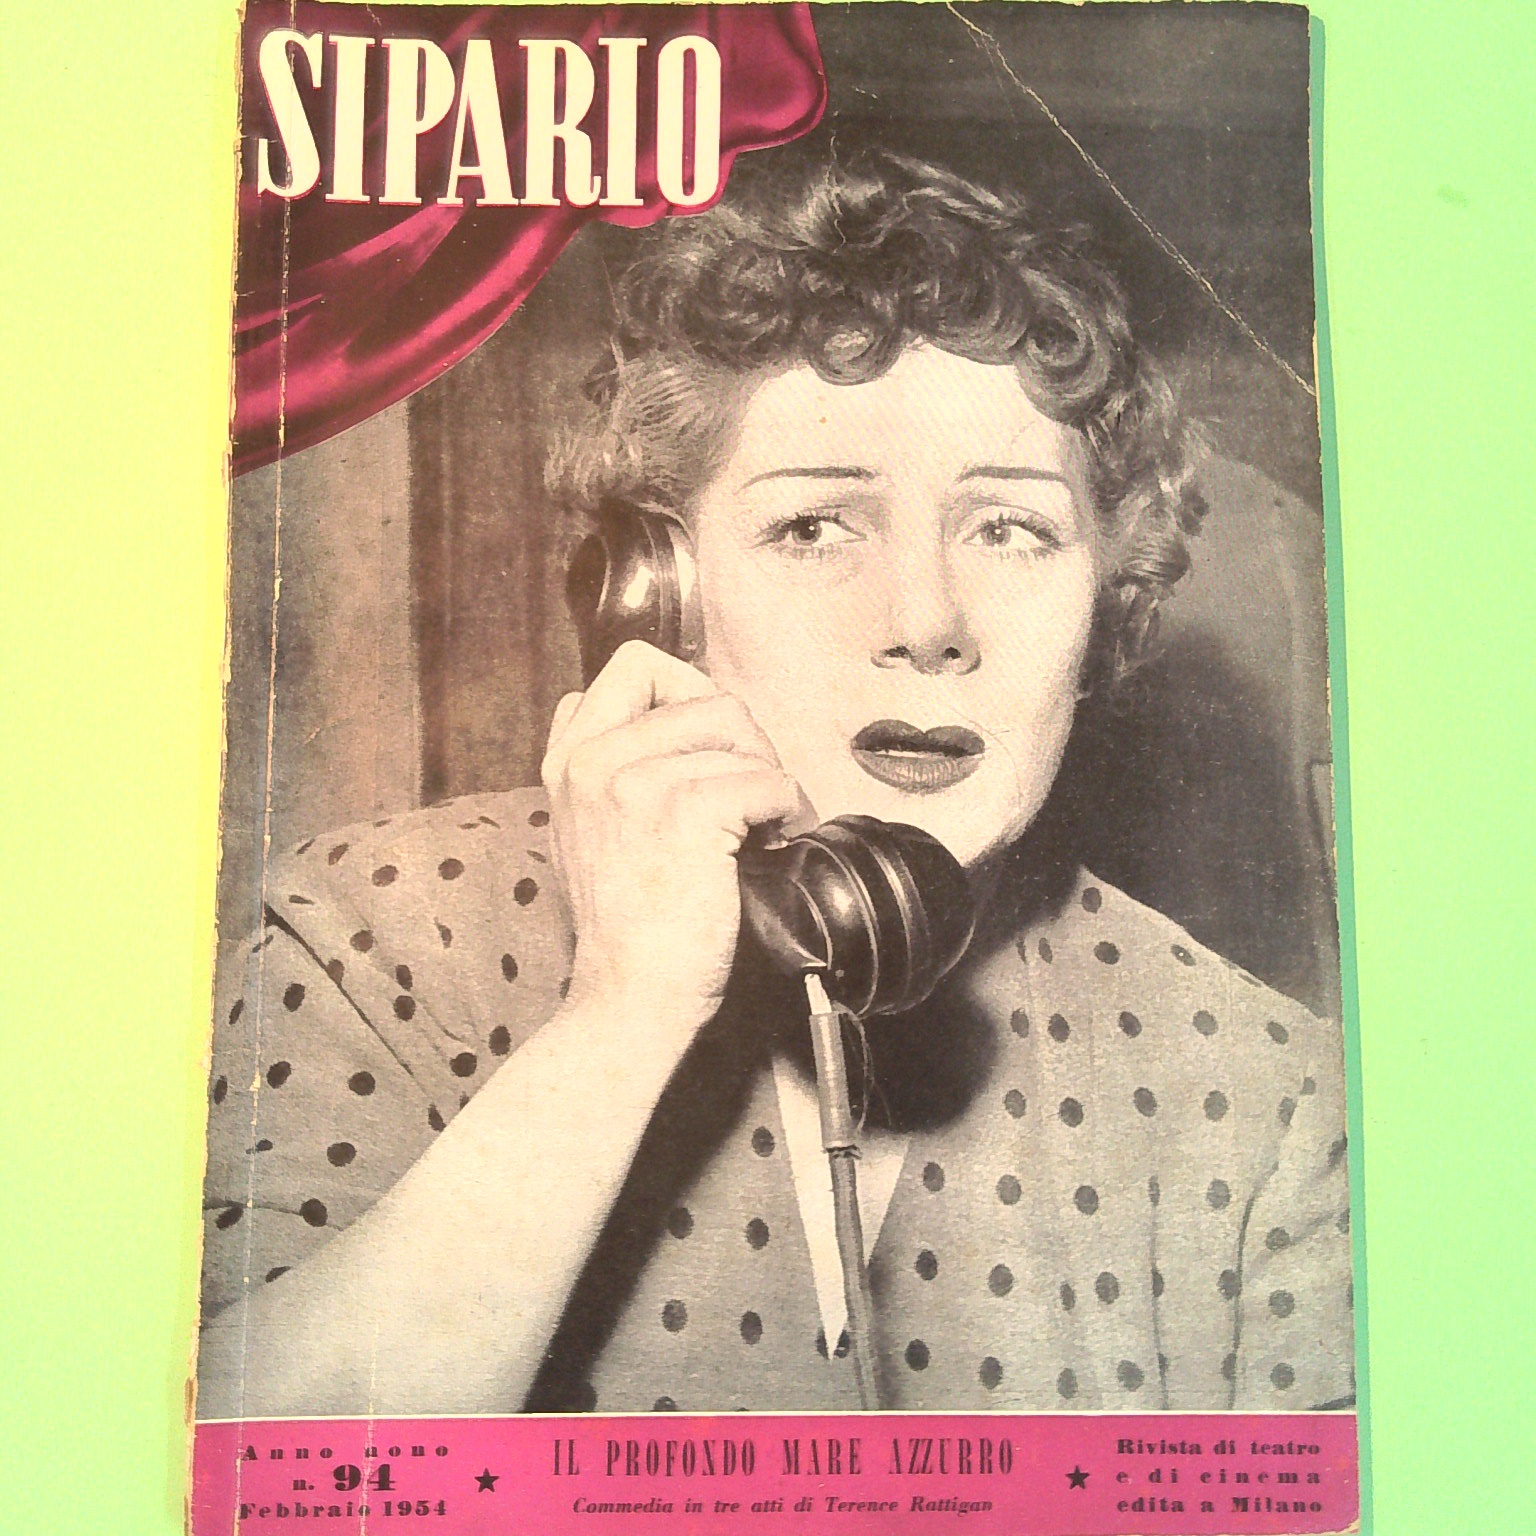 SIPARIO
Anno nono
n. 94
Febbraio 1954
★
IL PROFONDO MARE AZZURRO
Commedia in tre atti di Terence Rattigan
★
Rivista di teatro
e di cinema
edita a Milano